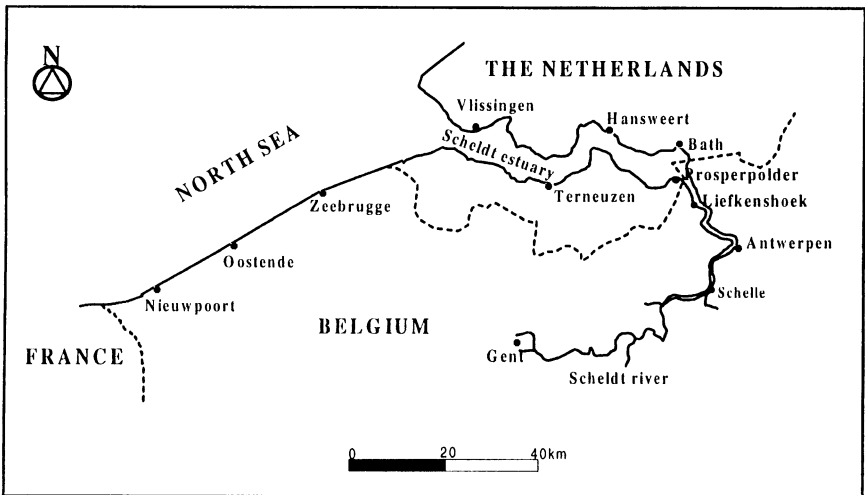 N
THE NETHERLANDS
Vlissingen
Hansweert
Bath
NORTH SEA
Scheldt estuary
Prosperpolder
Terneuzen
Liefkenshoek
Zeebrugge
Antwerpen
Oostende
Schelle
Nieuwpoort
BELGIUM
FRANCE
Gent
Scheldt river
0 20 40km